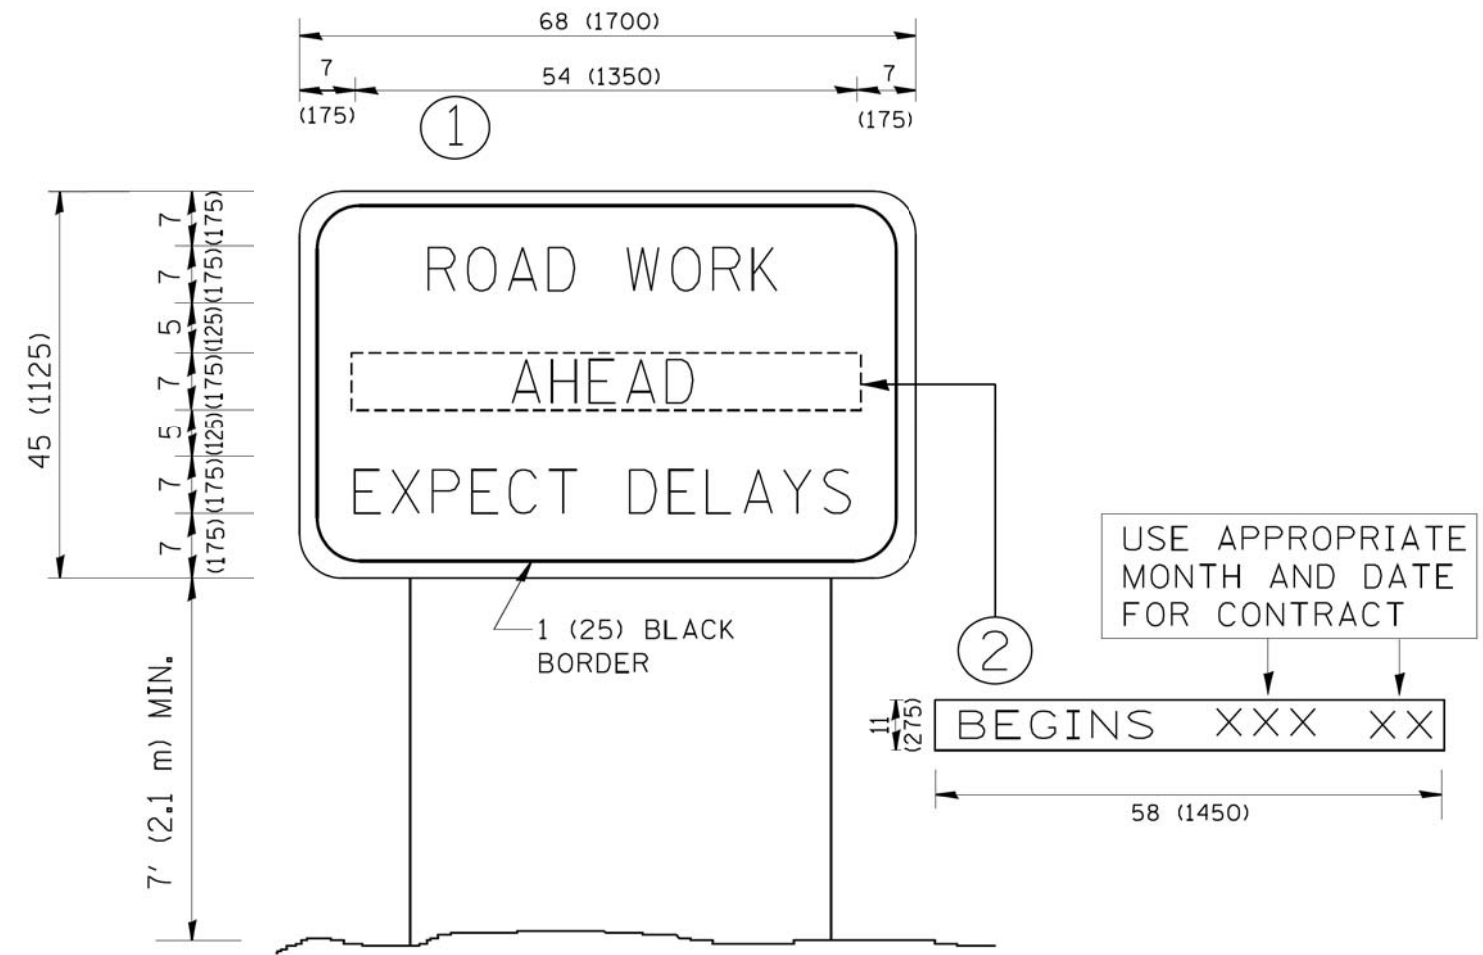 68 (1700)
7
54 (1350)
7
(175)
(175)
1
45 (1125)
7 (175)
7 (175)
5 (125)
7 (175)
5 (125)
7 (175)
7 (175)
ROAD WORK
AHEAD
EXPECT DELAYS
1 (25) BLACK
BORDER
7' (2.1 m) MIN.
USE APPROPRIATE
MONTH AND DATE
FOR CONTRACT
2
11
(275)
BEGINS XXX XX
58 (1450)